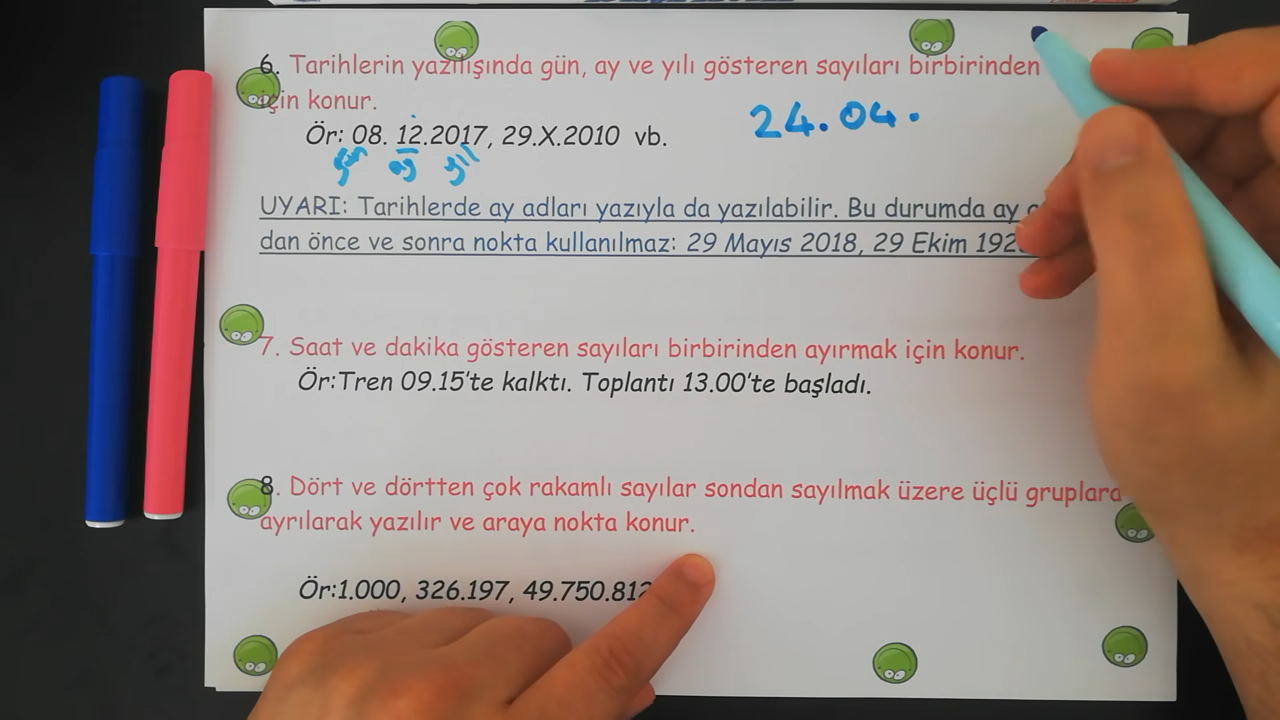 6. Tarihlerin yazılışında gün, ay ve yılı gösteren sayıları birbirinden
için konur.
Ör: 08. 12.2017, 29.X.2010 vb.
24.04.
gün ay yıl
UYARI: Tarihlerde ay adları yazıyla da yazılabilir. Bu durumda ay
dan önce ve sonra nokta kullanılmaz: 29 Mayıs 2018, 29 Ekim 192
7. Saat ve dakika gösteren sayıları birbirinden ayırmak için konur.
Ör:Tren 09.15'te kalktı. Toplantı 13.00'te başladı.
8. Dört ve dörtten çok rakamlı sayılar sondan sayılmak üzere üçlü gruplara
ayrılarak yazılır ve araya nokta konur.
Ör:1.000, 326.197, 49.750.812